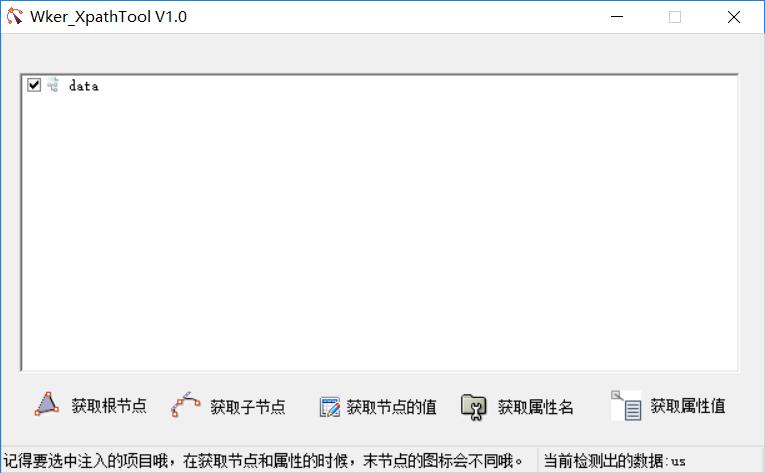 Wker_XpathTool V1.0
data
获取根节点 获取子节点 获取节点的值 获取属性名 获取属性值
记得要选中注入的项目哦，在获取节点和属性的时候，末节点的图标会不同哦。 当前检测出的数据:us